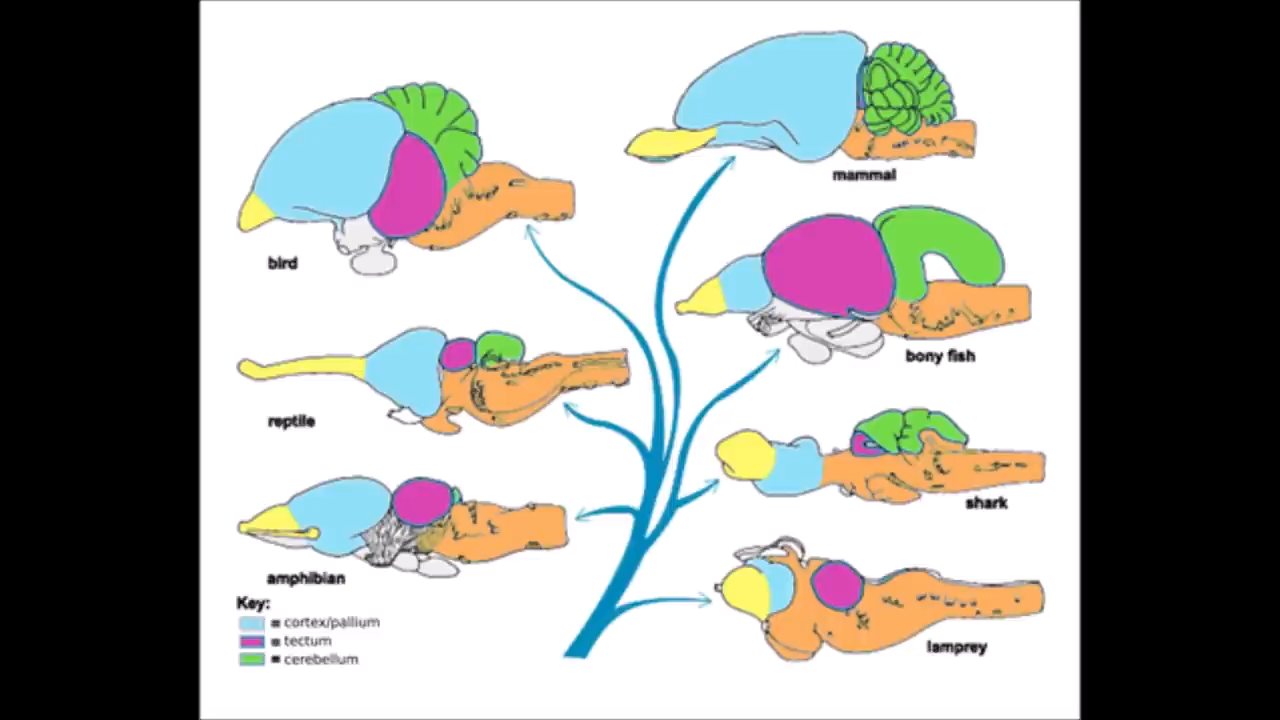 mammal
bird
bony fish
reptile
shark
amphibian
lamprey
Key:
= cortex/pallium
= tectum
= cerebellum